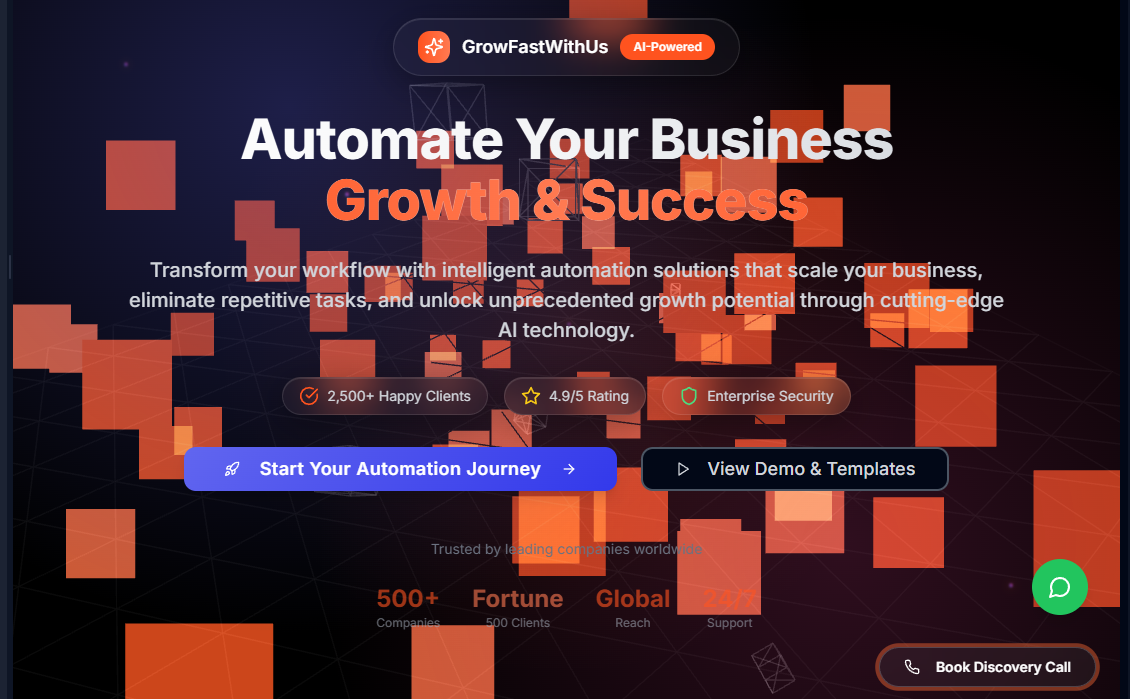 GrowFastWithUs AI-Powered
Automate Your Business
Growth & Success
Transform your workflow with intelligent automation solutions that scale your business,
eliminate repetitive tasks, and unlock unprecedented growth potential through cutting-edge
AI technology.
2,500+ Happy Clients 4.9/5 Rating Enterprise Security
Start Your Automation Journey View Demo & Templates
Trusted by leading companies worldwide
500+ Fortune Global 24/7
Companies 500 Clients Reach Support
Book Discovery Call